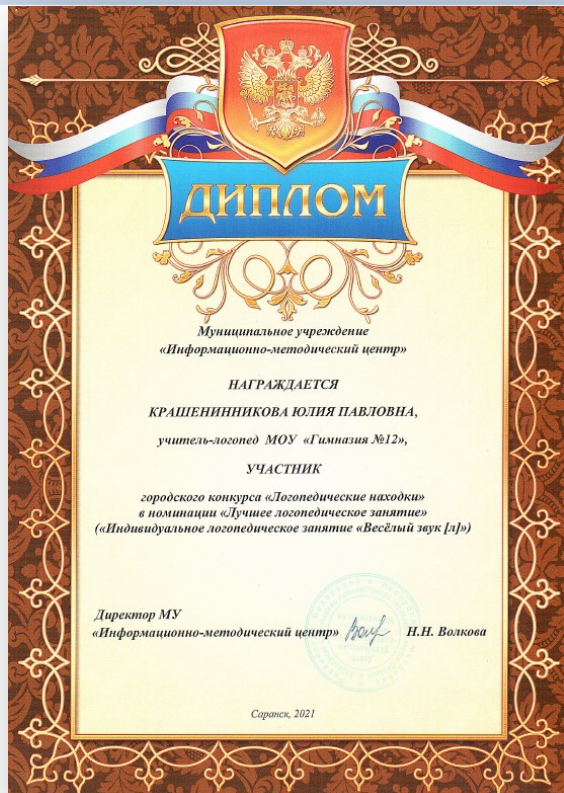 ДИПЛОМ
Муниципальное учреждение
«Информационно-методический центр»
НАГРАЖДАЕТСЯ
КРАШЕНИННИКОВА ЮЛИЯ ПАВЛОВНА,
учитель-логопед МОУ «Гимназия №12»,
УЧАСТНИК
городского конкурса «Логопедические находки»
в номинации «Лучшее логопедическое занятие»
(«Индивидуальное логопедическое занятие «Весёлый звук [л]»)
Директор МУ
«Информационно-методический центр» Н.Н. Волкова
Саранск, 2021